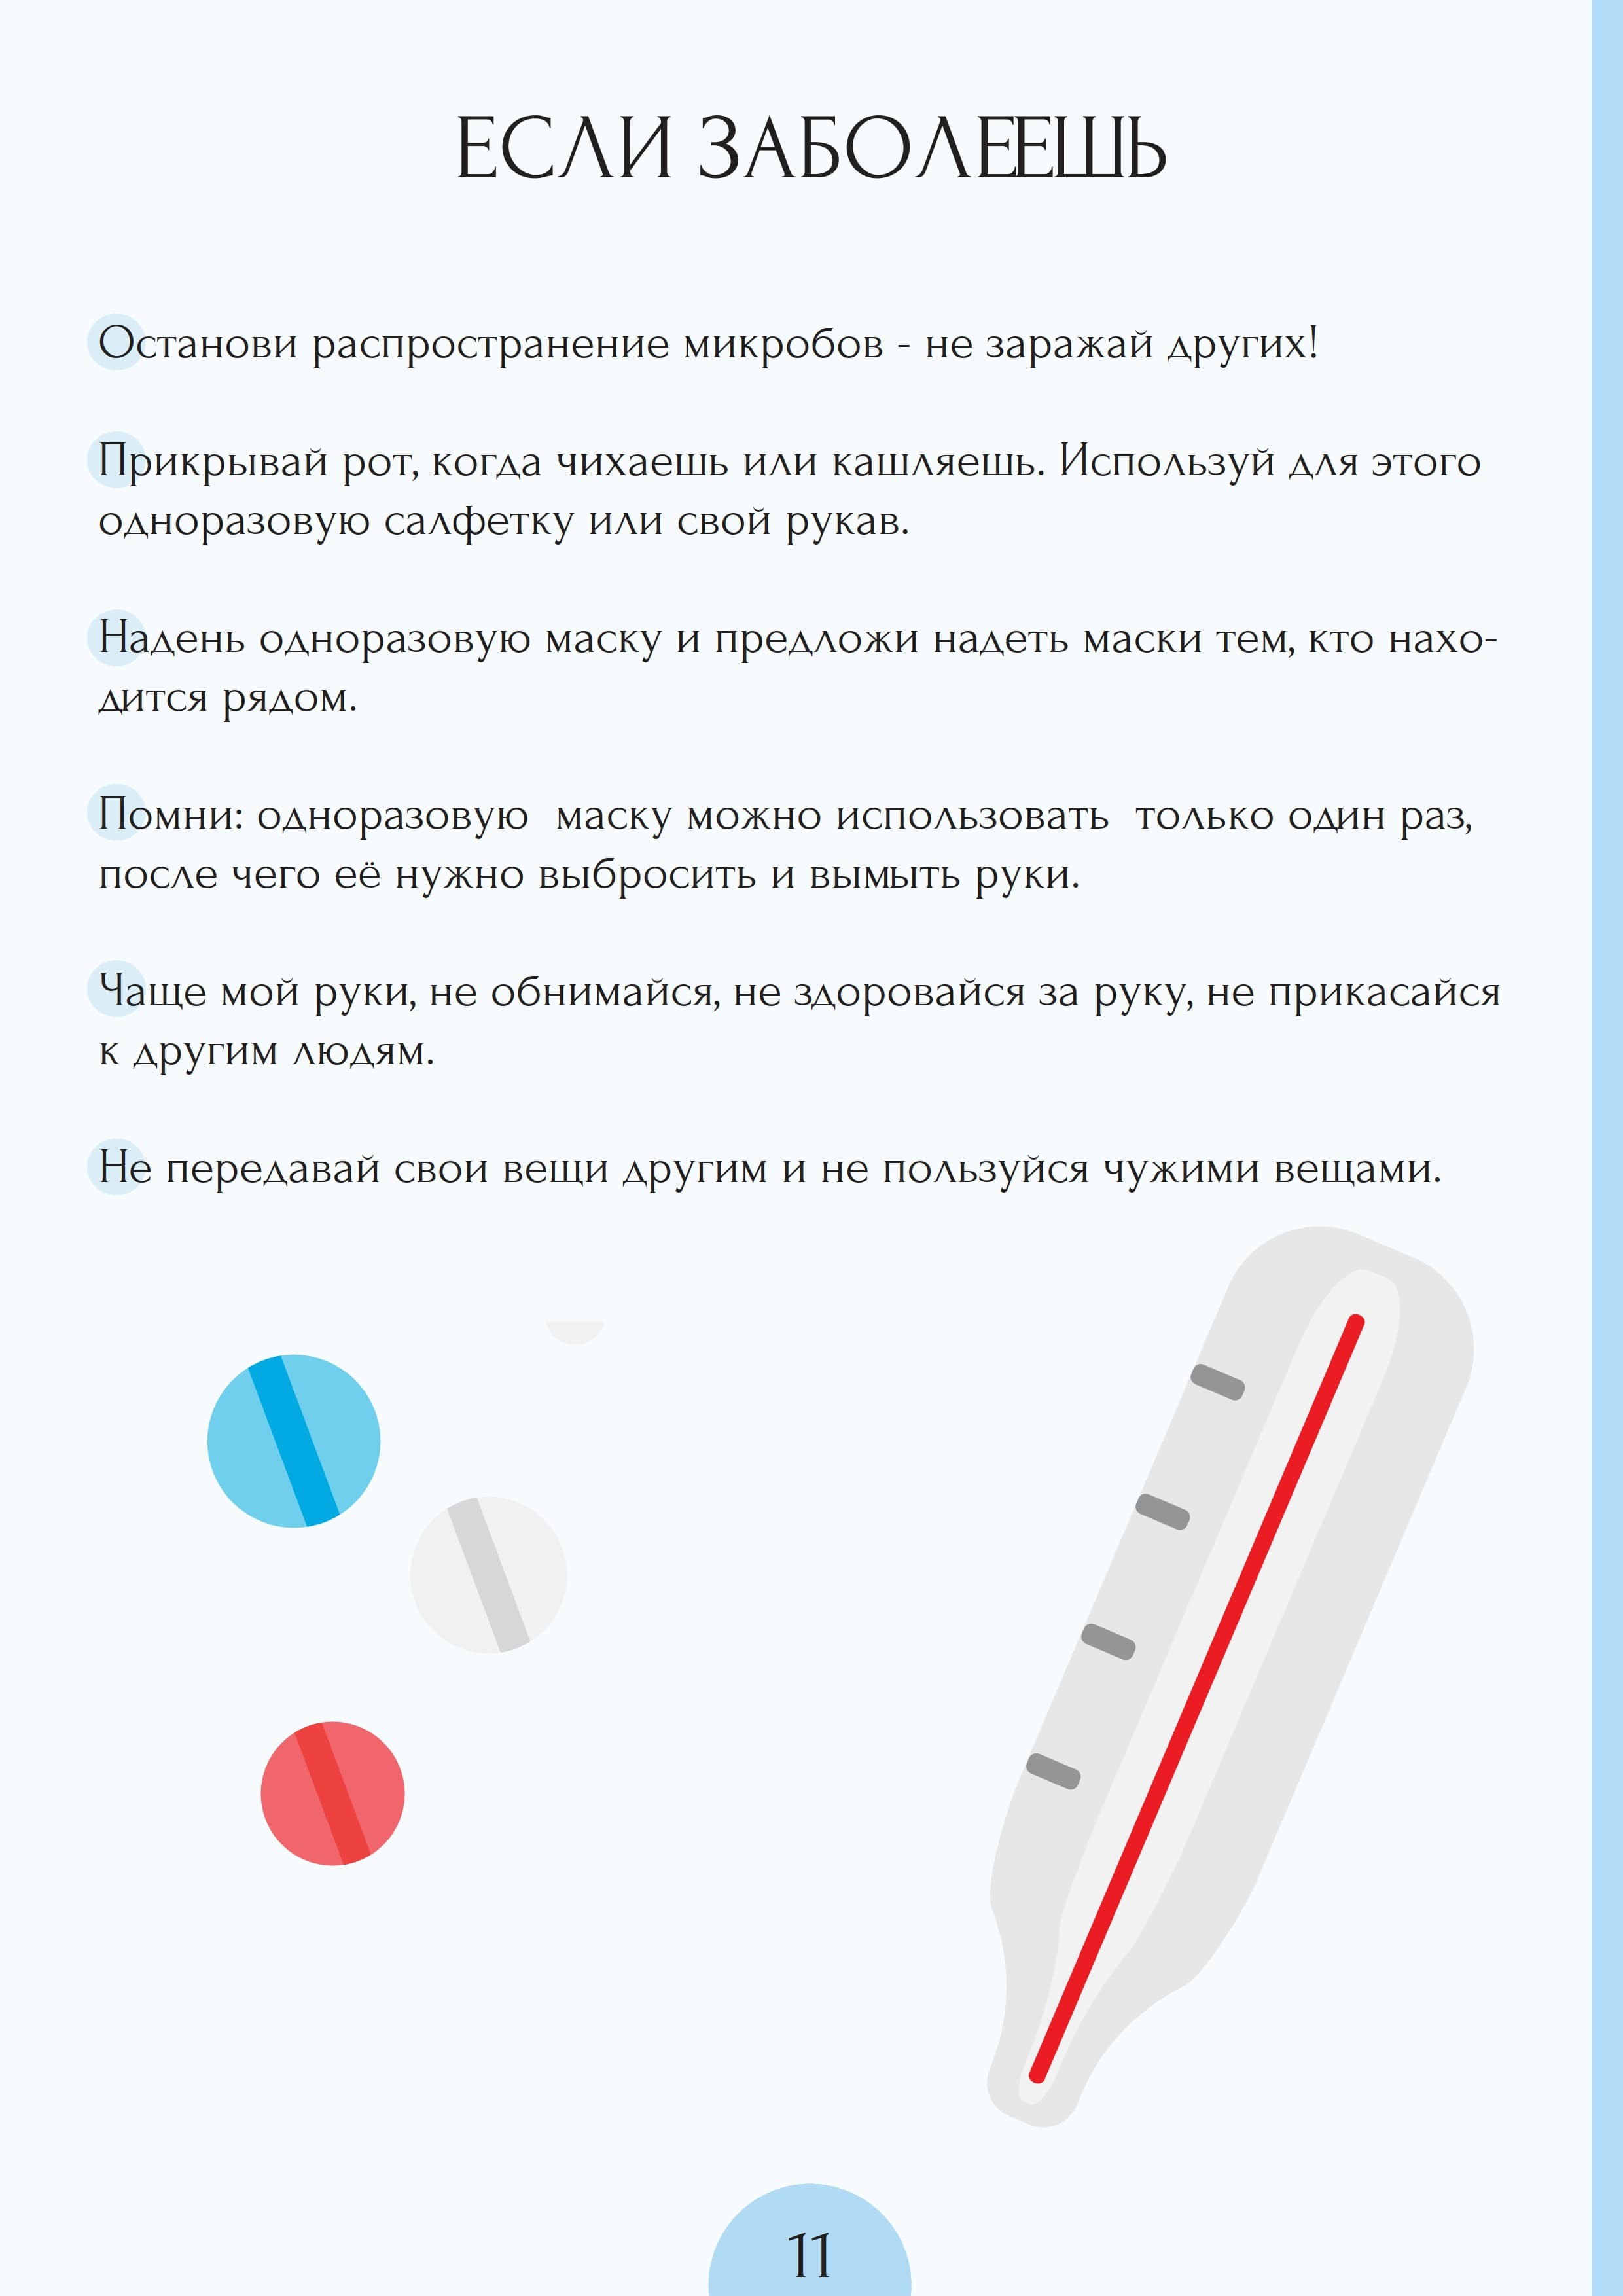 ЕСЛИ ЗАБОЛЕЕШЬ
Останови распространение микробов - не заражай других!
Прикрывай рот, когда чихаешь или кашляешь. Используй для этого
одноразовую салфетку или свой рукав.
Надень одноразовую маску и предложи надеть маски тем, кто нахо-
дится рядом.
Помни: одноразовую  маску можно использовать  только один раз,
после чего её нужно выбросить и вымыть руки.
Чаще мой руки, не обнимайся, не здоровайся за руку, не прикасайся
к другим людям.
Не передавай свои вещи другим и не пользуйся чужими вещами.
11